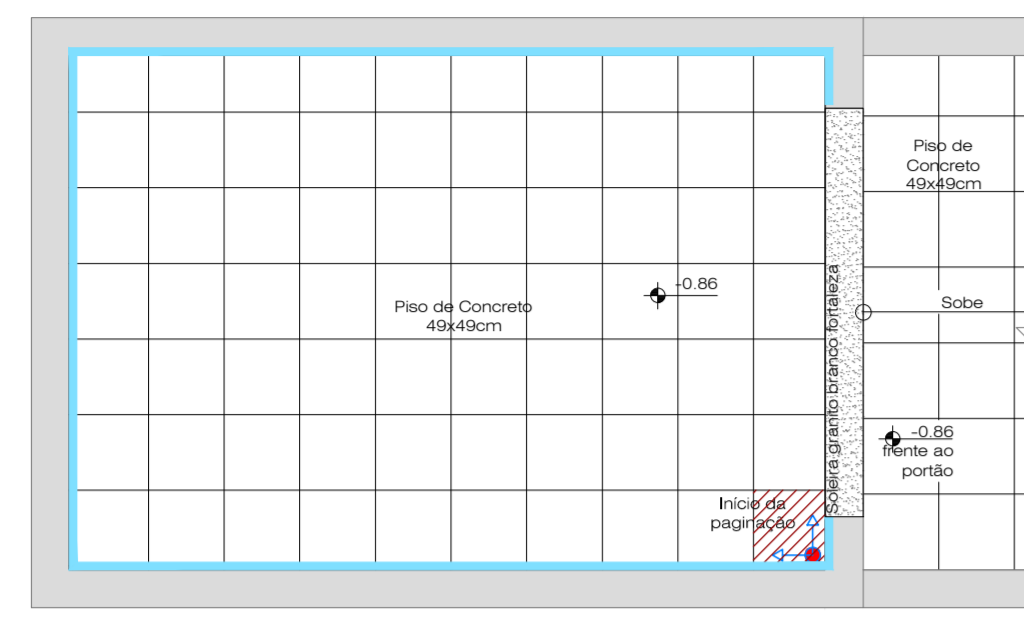 Piso de
Concreto
49x49cm
-0.86
Piso de Concreto
49x49cm
Sobe
Soleira granito branco fortaleza
-0.86
frente ao
portão
Início da
paginação